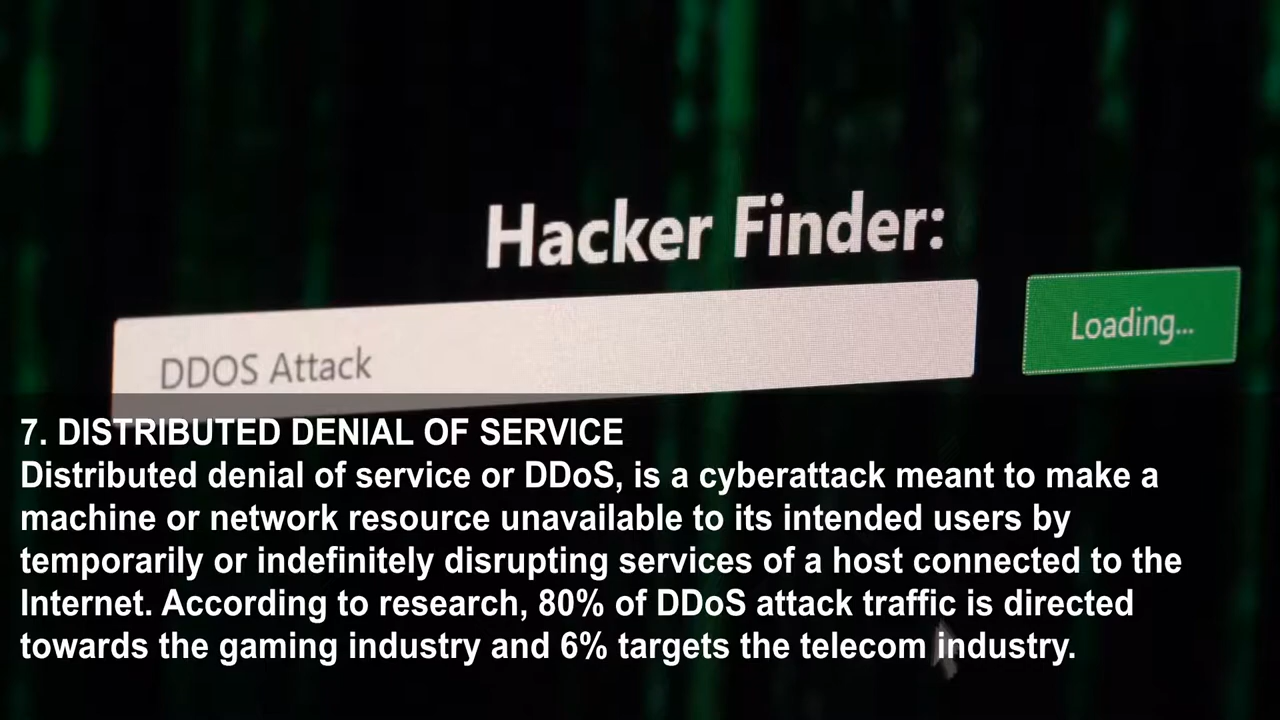 Hacker Finder:
DDOS Attack
Loading...
7. DISTRIBUTED DENIAL OF SERVICE
Distributed denial of service or DDoS, is a cyberattack meant to make a
machine or network resource unavailable to its intended users by
temporarily or indefinitely disrupting services of a host connected to the
Internet. According to research, 80% of DDoS attack traffic is directed
towards the gaming industry and 6% targets the telecom industry.